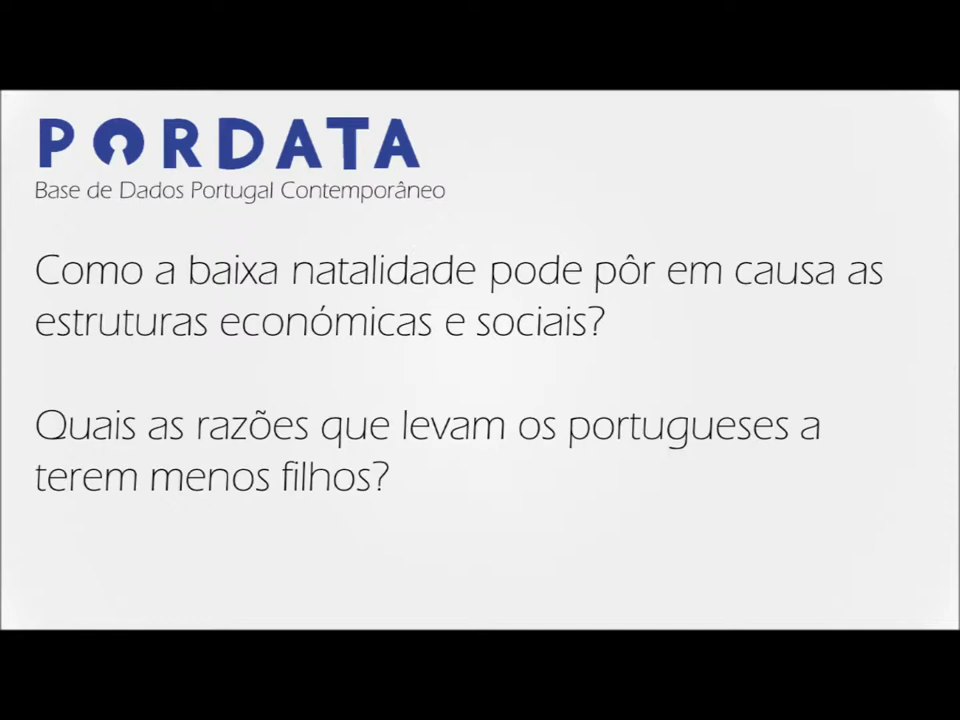 PORDATA
Base de Dados Portugal Contemporâneo
Como a baixa natalidade pode pôr em causa as
estruturas económicas e sociais?
Quais as razões que levam os portugueses a
terem menos filhos?